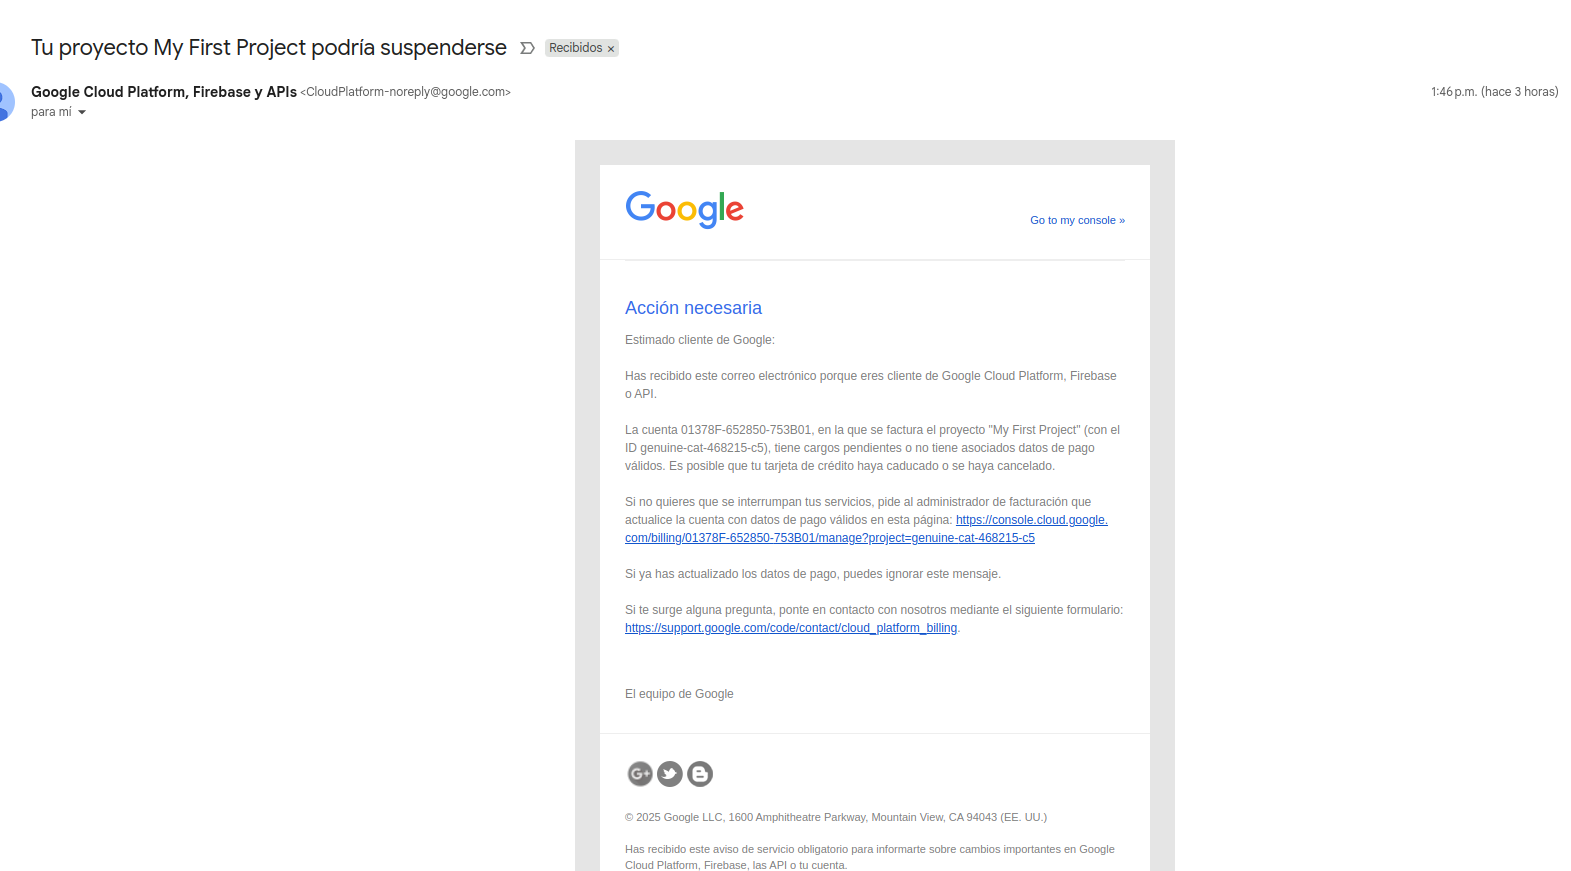 Tu proyecto My First Project podría suspenderse
Recibidos ×
Google Cloud Platform, Firebase y APIs <CloudPlatform-noreply@google.com>
1:46 p.m. (hace 3 horas)
para mí
Google
Go to my console »
Acción necesaria
Estimado cliente de Google:
Has recibido este correo electrónico porque eres cliente de Google Cloud Platform, Firebase
o API.
La cuenta 01378F-652850-753B01, en la que se factura el proyecto "My First Project" (con el
ID genuine-cat-468215-c5), tiene cargos pendientes o no tiene asociados datos de pago
válidos. Es posible que tu tarjeta de crédito haya caducado o se haya cancelado.
Si no quieres que se interrumpan tus servicios, pide al administrador de facturación que
actualice la cuenta con datos de pago válidos en esta página: https://console.cloud.google.
com/billing/01378F-652850-753B01/manage?project=genuine-cat-468215-c5
Si ya has actualizado los datos de pago, puedes ignorar este mensaje.
Si te surge alguna pregunta, ponte en contacto con nosotros mediante el siguiente formulario:
https://support.google.com/code/contact/cloud_platform_billing.
El equipo de Google
G+
© 2025 Google LLC, 1600 Amphitheatre Parkway, Mountain View, CA 94043 (EE. UU.)
Has recibido este aviso de servicio obligatorio para informarte sobre cambios importantes en Google
Cloud Platform, Firebase, las API o tu cuenta.